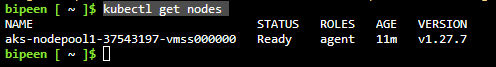 bipeen [ ~ ]$ kubectl get nodes
NAME STATUS ROLES AGE VERSION
aks-nodepool1-37543197-vmss000000 Ready agent 11m v1.27.7
bipeen [ ~ ]$